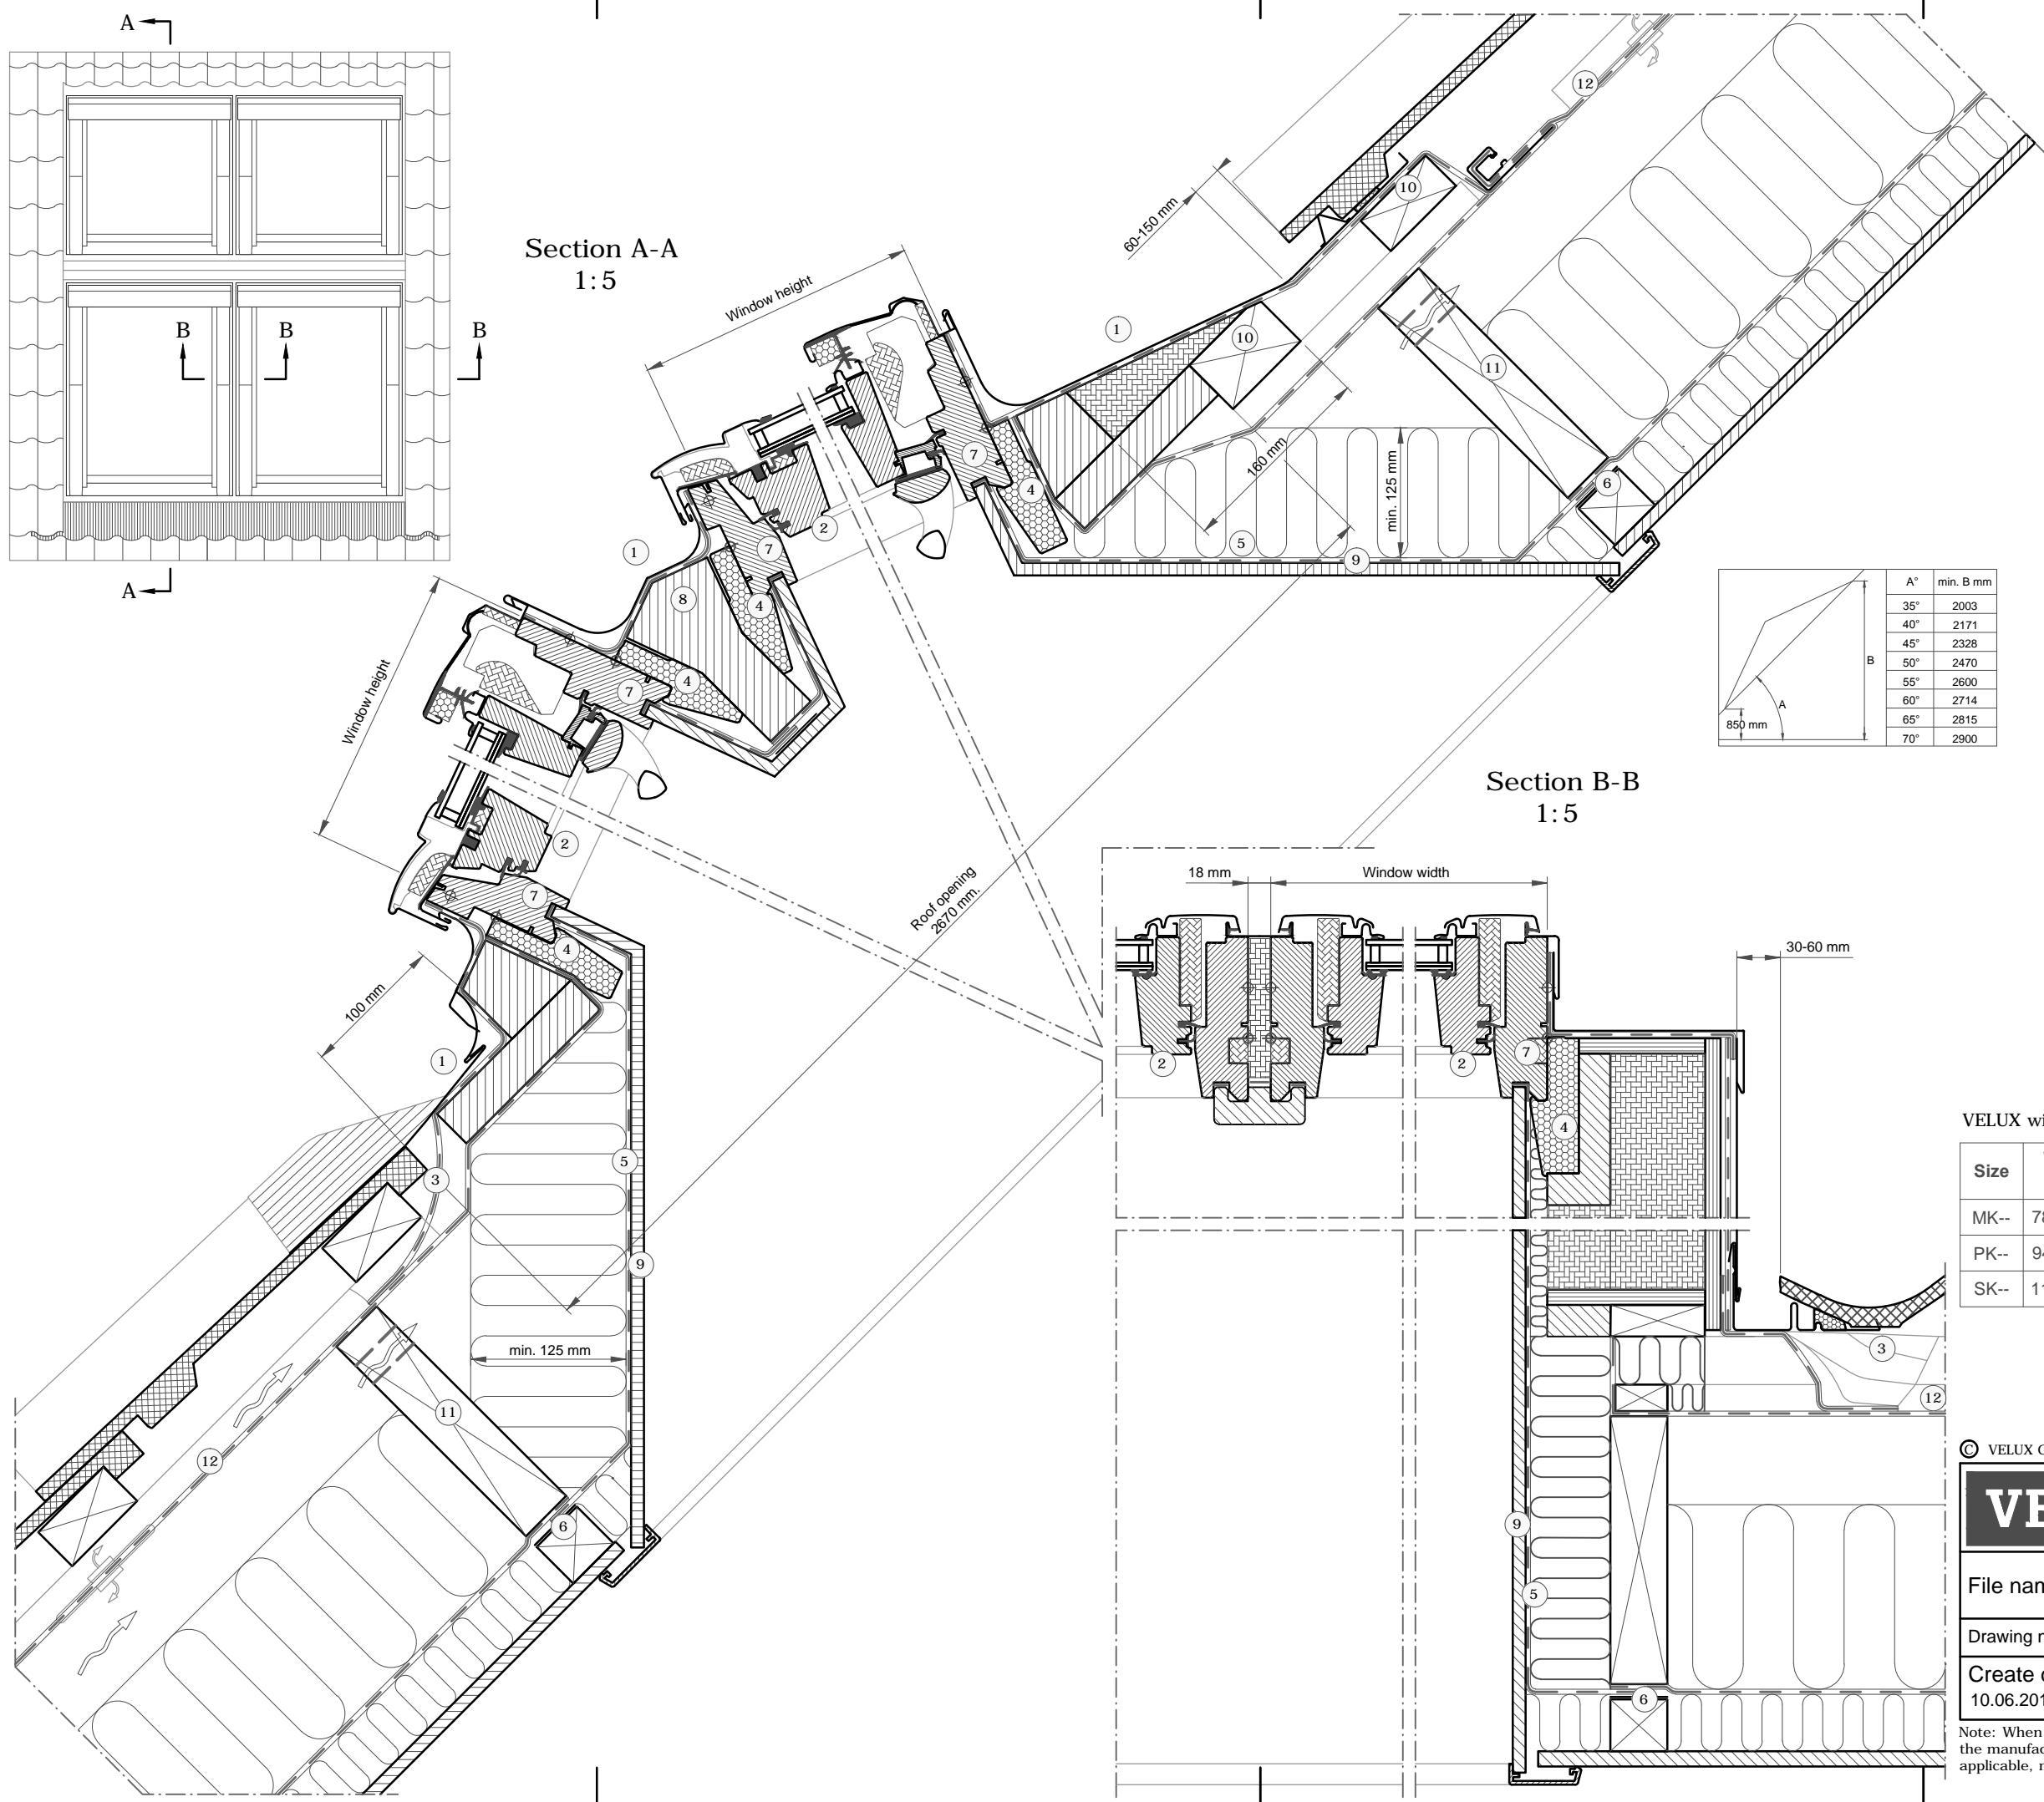 A
A
B
B
B
Section A-A
1:5
Window height
Window height
60-150 mm
160 mm
min. 125 mm
Roof opening
2670 mm.
100 mm
min. 125 mm
12
10
10
11
1
7
4
6
5
9
2
1
7
8
4
4
7
2
7
4
1
3
5
9
11
12
6
A° min. B mm
35° 2003
40° 2171
45° 2328
50° 2470
55° 2600
60° 2714
65° 2815
70° 2900
B
A
850 mm
Section B-B
1:5
18 mm
Window width
30-60 mm
2
2
7
4
3
12
9
5
6
VELUX
Size
MK--
PK--
SK--
© VELUX
File
Drawing
Create
Note: When
the
applicable,